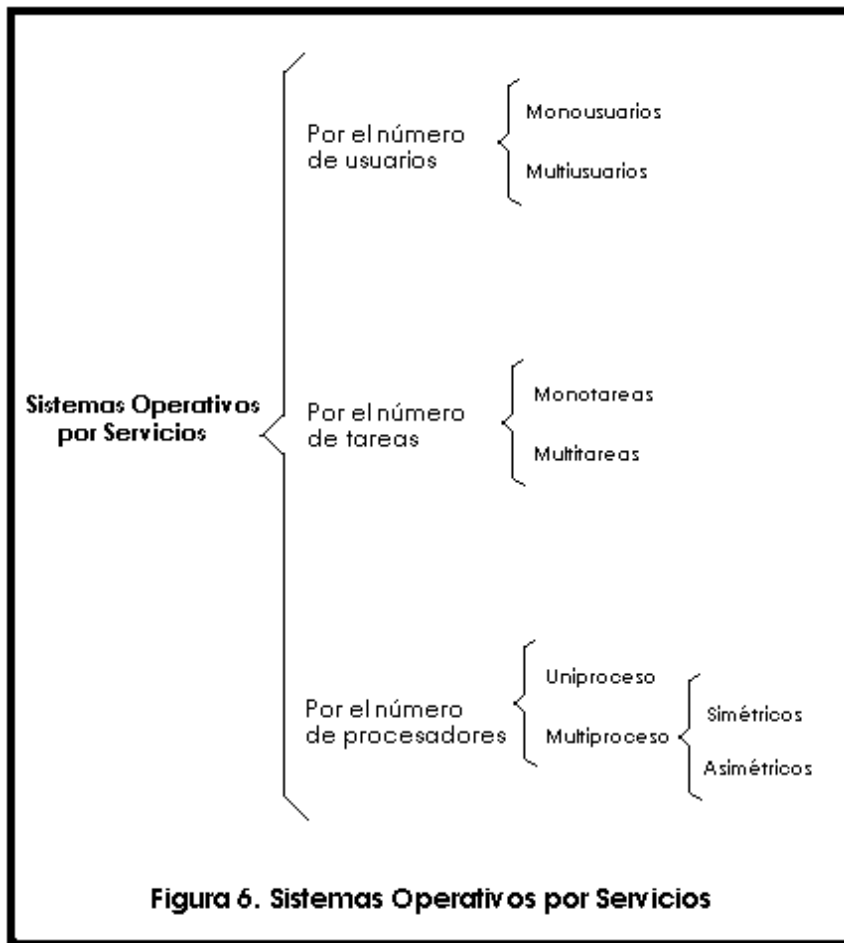 Sistemas Operativos
por Servicios
Por el número
de usuarios
Monousuarios
Multiusuarios
Por el número
de tareas
Monotareas
Multitareas
Por el número
de procesadores
Uniproceso
Multiproceso
Simétricos
Asimétricos
Figura 6. Sistemas Operativos por Servicios